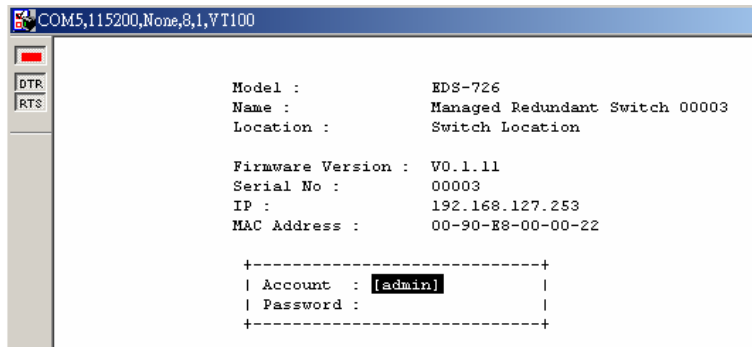 COM5,115200,None,8,1,VT100
DTR
RTS
Model : EDS-726
Name : Managed Redundant Switch 00003
Location : Switch Location
Firmware Version : V0.1.11
Serial No : 00003
IP : 192.168.127.253
MAC Address : 00-90-E8-00-00-22
+----------------------------+
| Account : [admin] |
| Password : |
+----------------------------+